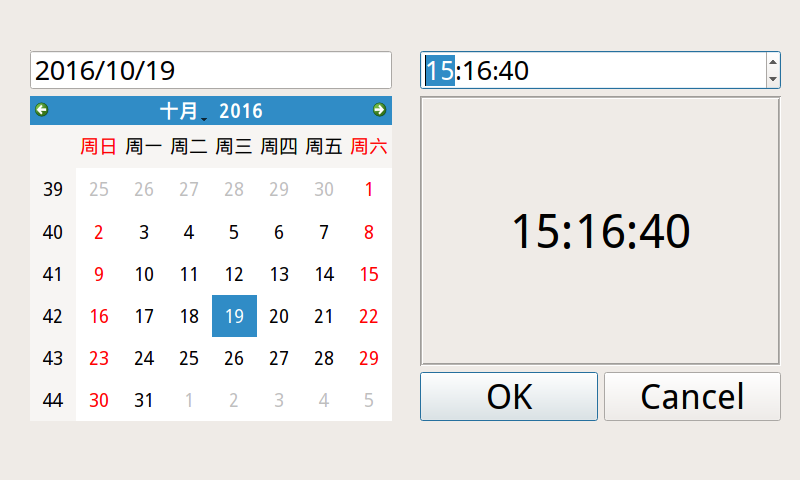 2016/10/19
十月 2016
周日 周一 周二 周三 周四 周五 周六
39 25 26 27 28 29 30 1
40 2 3 4 5 6 7 8
41 9 10 11 12 13 14 15
42 16 17 18 19 20 21 22
43 23 24 25 26 27 28 29
44 30 31 1 2 3 4 5
15:16:40
15:16:40
OK Cancel